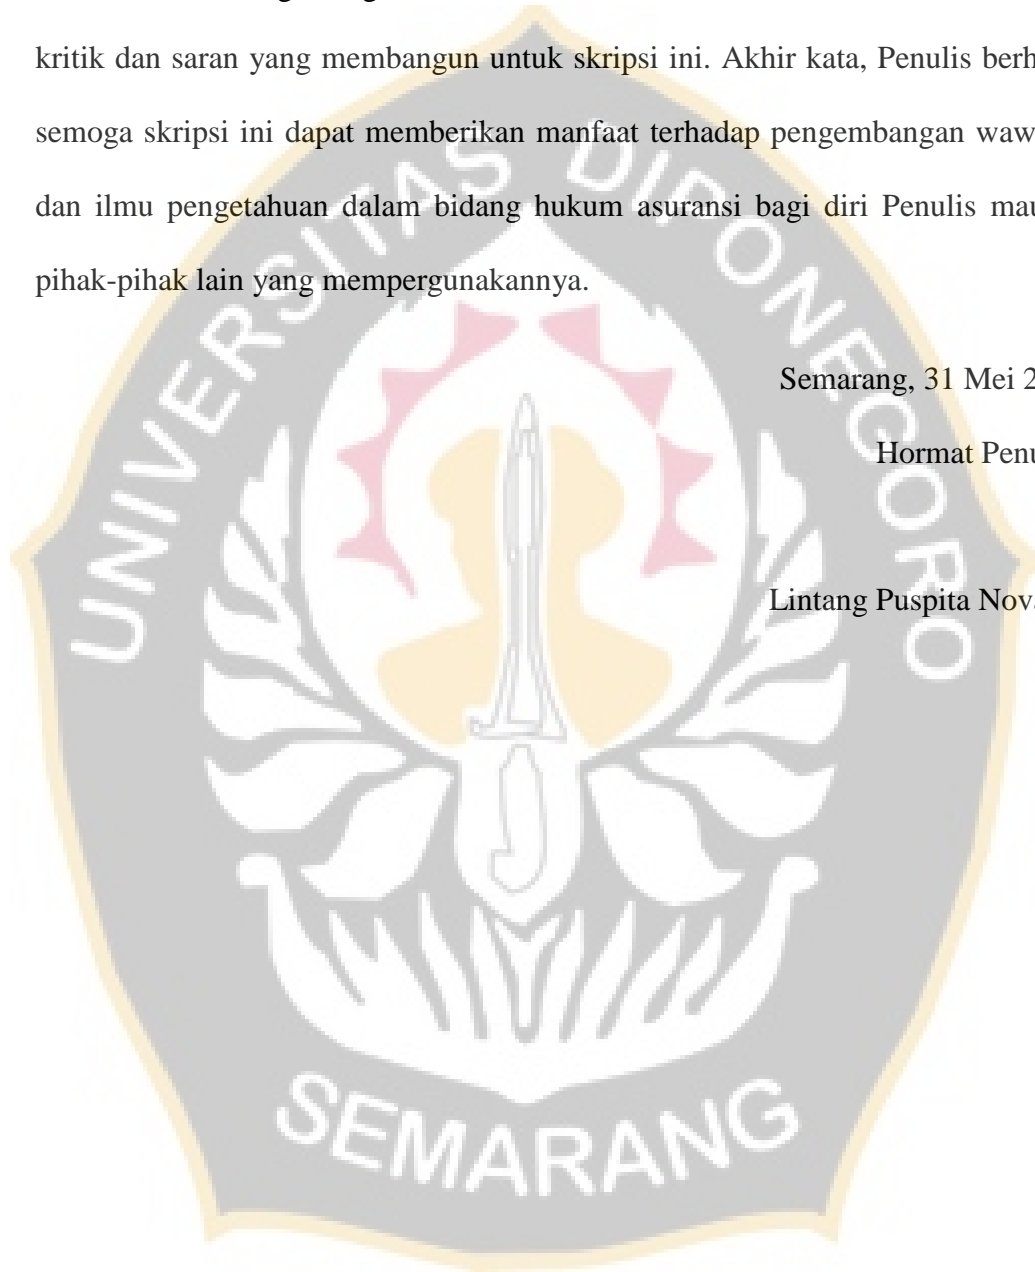 kritik dan saran yang membangun untuk skripsi ini. Akhir kata, Penulis berh
semoga skripsi ini dapat memberikan manfaat terhadap pengembangan waw
dan ilmu pengetahuan dalam bidang hukum asuransi bagi diri Penulis mau
pihak-pihak lain yang mempergunakannya.
Semarang, 31 Mei 2
Hormat Penu
Lintang Puspita Nov
UNIVERSITAS DIPONEGORO
SEMARANG